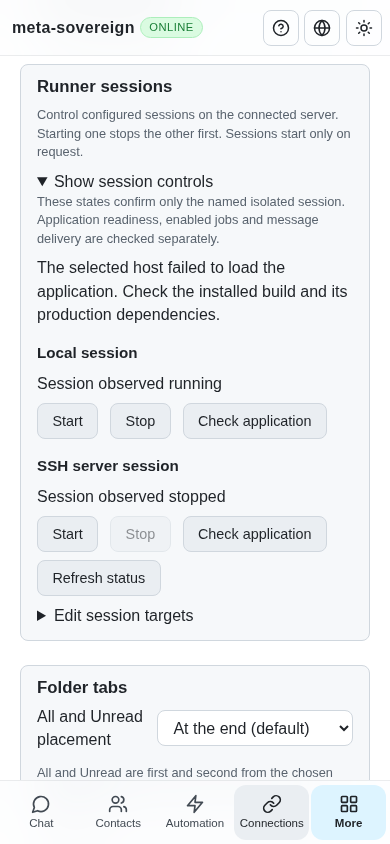 meta-sovereign ONLINE
Runner sessions
Control configured sessions on the connected server.
Starting one stops the other first. Sessions start only on
request.
▼ Show session controls
These states confirm only the named isolated session.
Application readiness, enabled jobs and message
delivery are checked separately.
The selected host failed to load the
application. Check the installed build and its
production dependencies.
Local session
Session observed running
Start Stop Check application
SSH server session
Session observed stopped
Start Stop Check application
Refresh status
▶ Edit session targets
Folder tabs
All and Unread
placement
At the end (default)
All and Unread are first and second from the chosen
Chat Contacts Automation Connections More